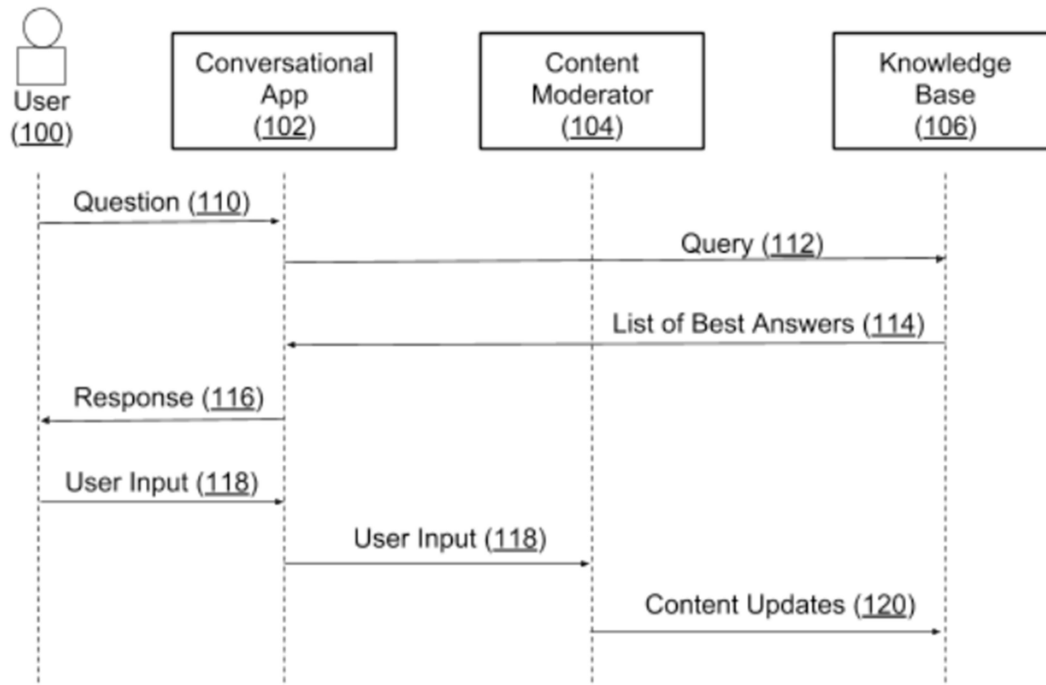 User
(100)
Conversational
App
(102)
Content
Moderator
(104)
Knowledge
Base
(106)
Question (110)
Query (112)
List of Best Answers (114)
Response (116)
User Input (118)
User Input (118)
Content Updates (120)